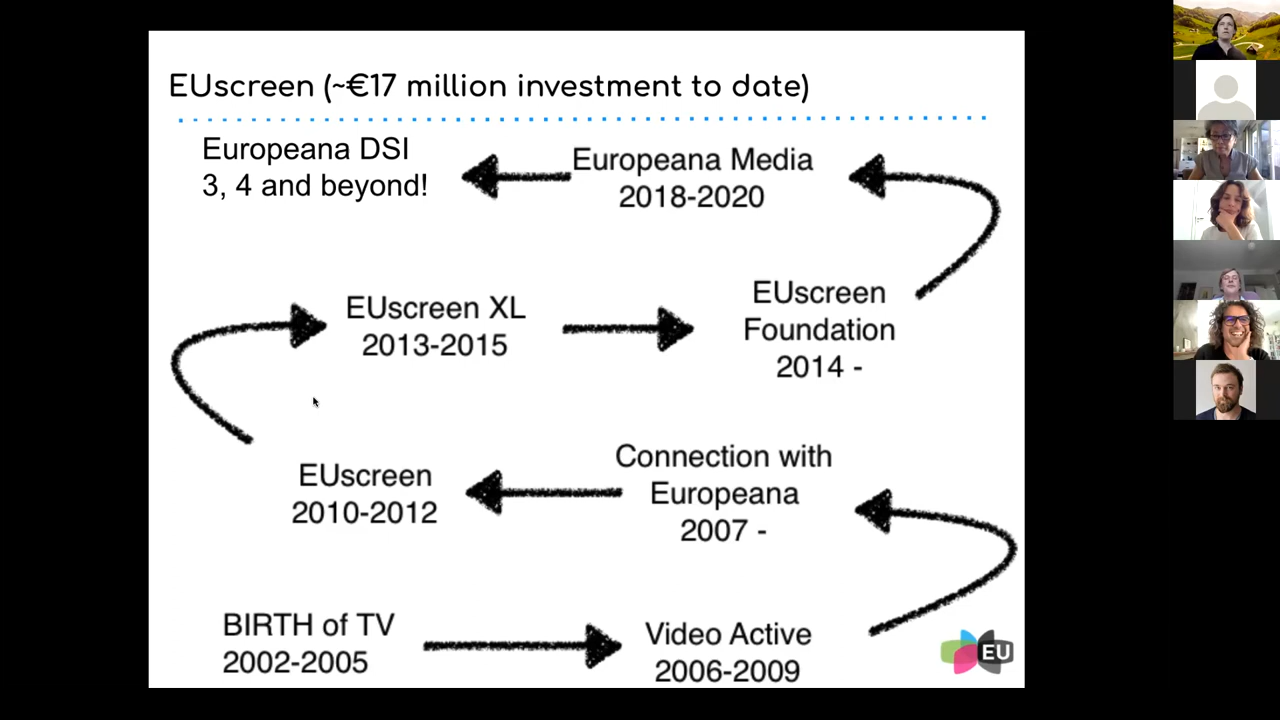 EUscreen (~€17 million investment to date)
Europeana DSI
3, 4 and beyond!
Europeana Media
2018-2020
EUscreen XL
2013-2015
EUscreen
Foundation
2014 -
EUscreen
2010-2012
Connection with
Europeana
2007 -
BIRTH of TV
2002-2005
Video Active
2006-2009
EU